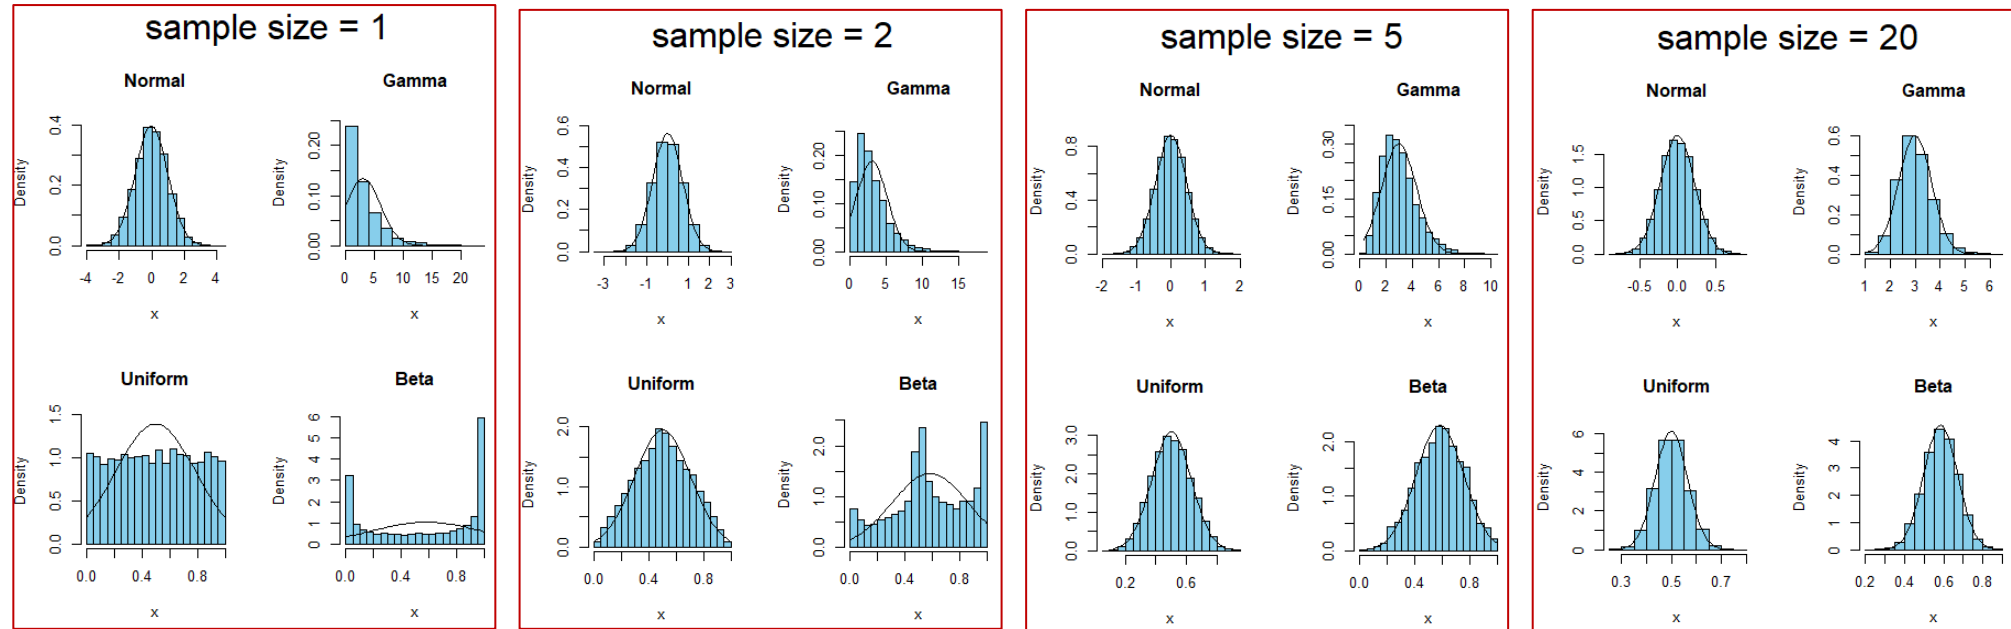 sample size = 1
Normal
Gamma
Density
0.0 0.2 0.4
-4 -2 0 2 4
x
Density
0.00 0.10 0.20
0 5 10 15 20
x
Uniform
Beta
Density
0.0 0.5 1.0 1.5
0.0 0.4 0.8
x
Density
0 1 2 3 4 5 6
0.0 0.4 0.8
x
sample size = 2
Normal
Gamma
Density
0.0 0.2 0.4 0.6
-3 -1 1 2 3
x
Density
0.00 0.10 0.20
0 5 10 15
x
Uniform
Beta
Density
0.0 1.0 2.0
0.0 0.4 0.8
x
Density
0.0 1.0 2.0
0.0 0.4 0.8
x
sample size = 5
Normal
Gamma
Density
0.0 0.4 0.8
-2 -1 0 1 2
x
Density
0.00 0.15 0.30
0 2 4 6 8 10
x
Uniform
Beta
Density
0.0 1.0 2.0 3.0
0.2 0.6
x
Density
0.0 1.0 2.0
0.0 0.4 0.8
x
sample size = 20
Normal
Gamma
Density
0.0 0.5 1.0 1.5
-0.5 0.0 0.5
x
Density
0.0 0.2 0.4 0.6
1 2 3 4 5 6
x
Uniform
Beta
Density
0 2 4 6
0.3 0.5 0.7
x
Density
0 1 2 3 4
0.2 0.4 0.6 0.8
x